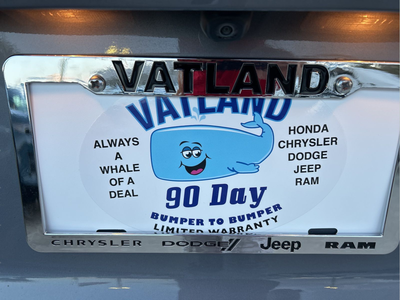 VATLAND
VATLAND
ALWAYS
A
WHALE
OF A
DEAL
HONDA
CHRYSLER
DODGE
JEEP
RAM
90 Day
BUMPER TO BUMPER
LIMITED WARRANTY
CHRYSLER DODGE Jeep RAM